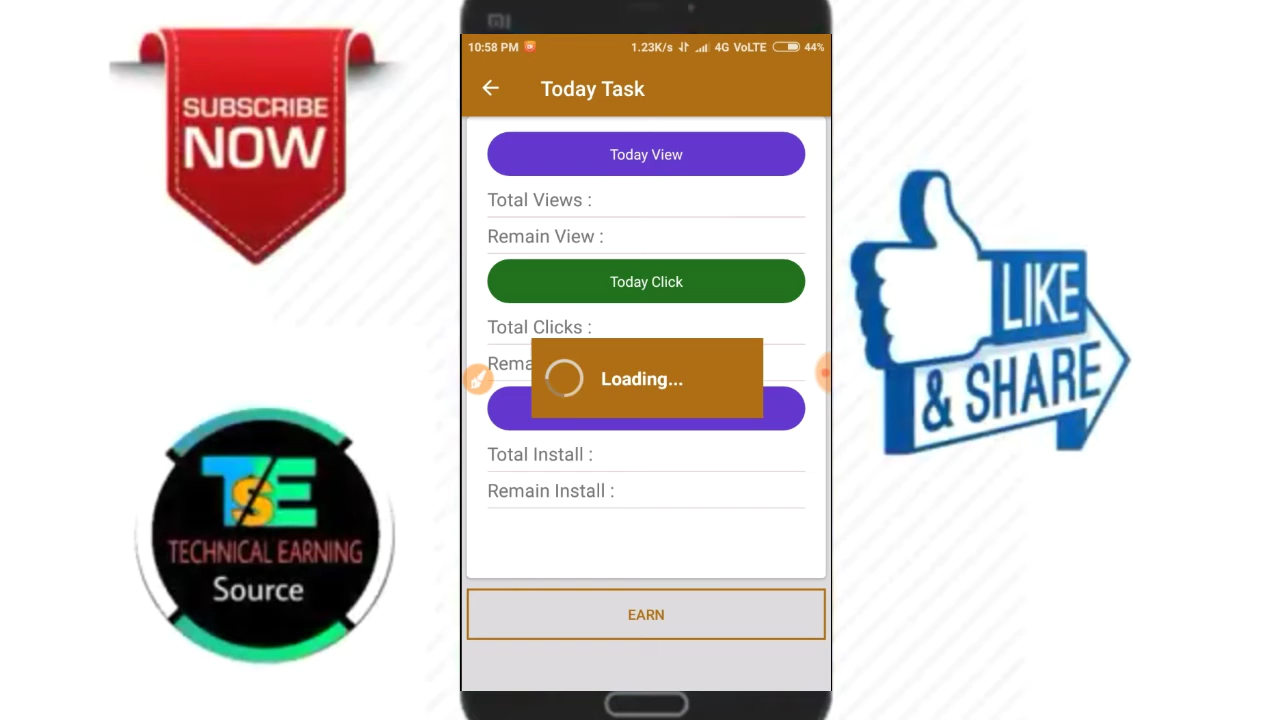 SUBSCRIBE
NOW
TSE
TECHNICAL EARNING
Source
mi
10:58 PM
1.23K/s 4G VoLTE 44%
Today Task
Today View
Total Views :
Remain View :
Today Click
Total Clicks :
Rema
Loading...
Total Install :
Remain Install :
EARN
LIKE
& SHARE